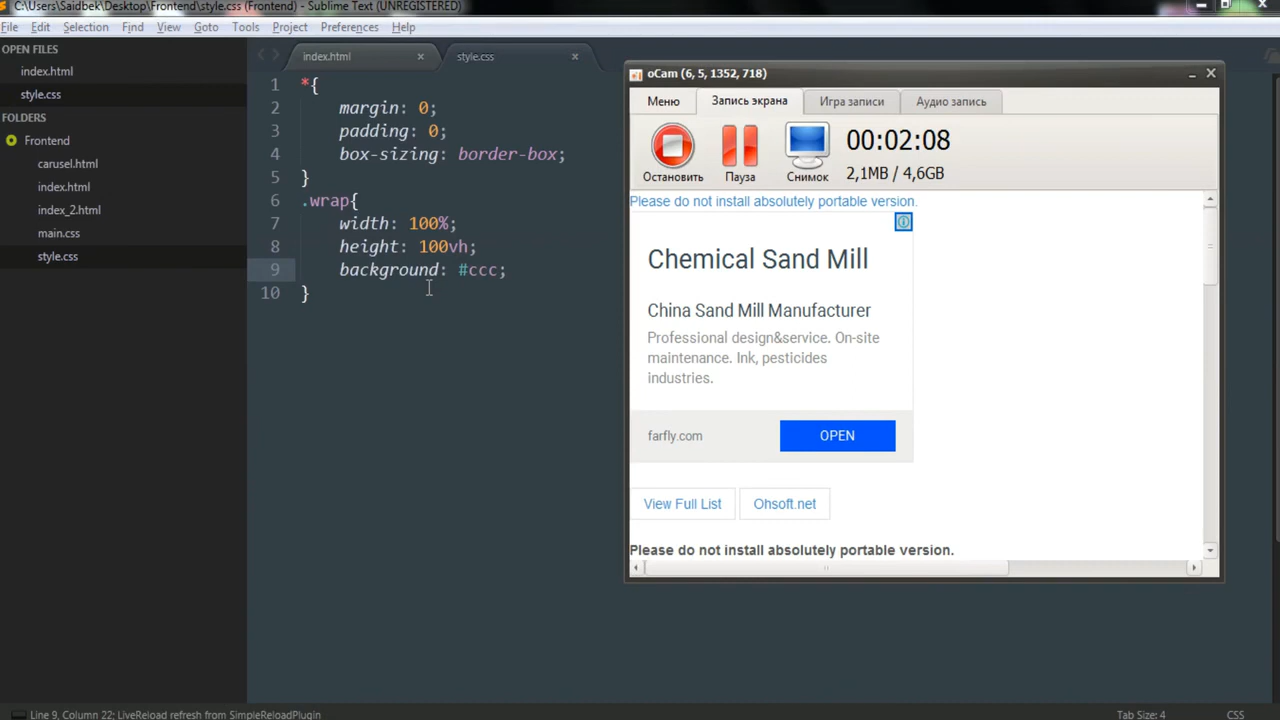 C:\Users\Saidbek\Desktop\Frontend\style.css (Frontend) - Sublime Text (UNREGISTERED)
File Edit Selection Find View Goto Tools Project Preferences Help
OPEN FILES
index.html
style.css
FOLDERS
Frontend
carusel.html
index.html
index_2.html
main.css
style.css
index.html style.css
1 *{
2 margin: 0;
3 padding: 0;
4 box-sizing: border-box;
5 }
6 .wrap{
7 width: 100%;
8 height: 100vh;
9 background: #ccc;
10 }
oCam (6, 5, 1352, 718)
Меню Запись экрана Игра записи Аудио запись
Остановить Пауза Снимок
00:02:08
2,1MB / 4,6GB
Please do not install absolutely portable version.
Chemical Sand Mill
China Sand Mill Manufacturer
Professional design&service. On-site
maintenance. Ink, pesticides
industries.
farfly.com OPEN
View Full List Ohsoft.net
Please do not install absolutely portable version.
Line 9, Column 22; LiveReload refresh from SimpleReloadPlugin Tab Size: 4 CSS